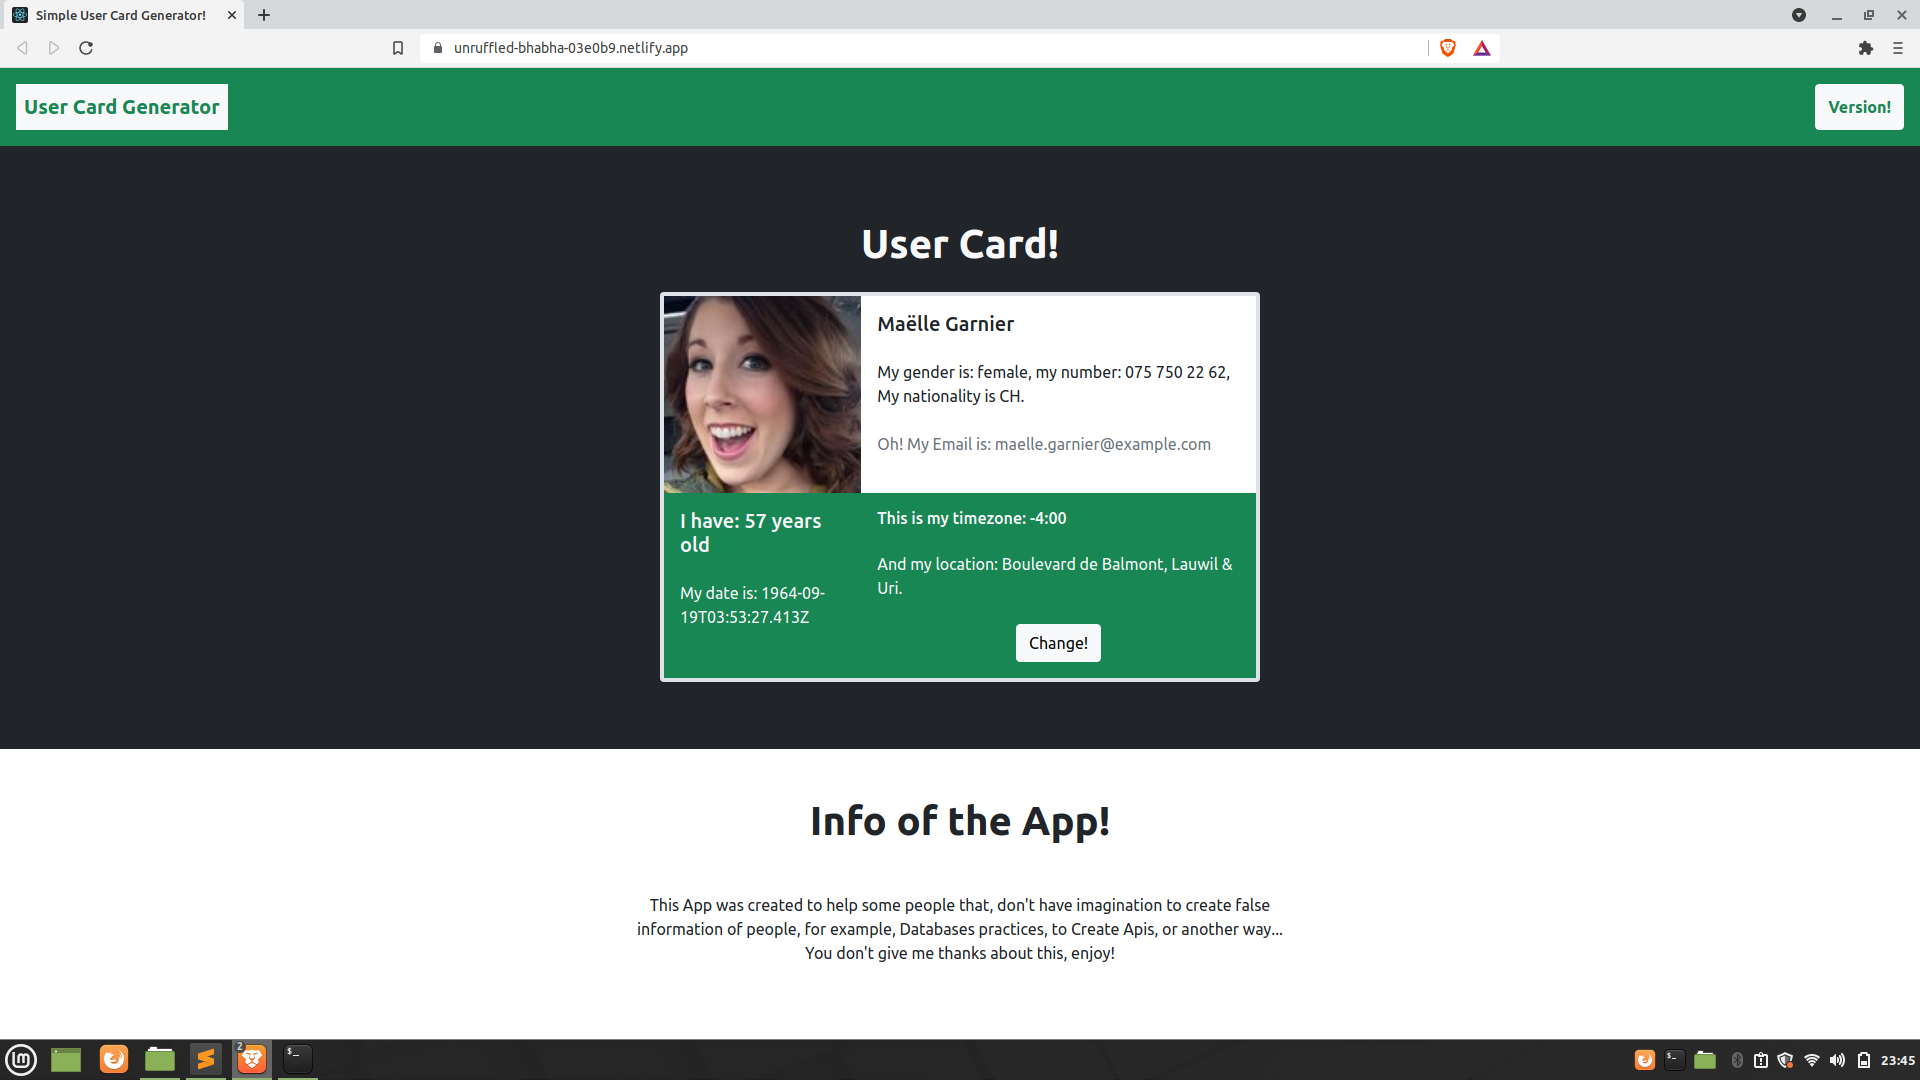 Simple User Card Generator!
unruffled-bhabha-03e0b9.netlify.app
User Card Generator
Version!
User Card!
Maëlle Garnier
My gender is: female, my number: 075 750 22 62,
My nationality is CH.
Oh! My Email is: maelle.garnier@example.com
I have: 57 years
old
My date is: 1964-09-
19T03:53:27.413Z
This is my timezone: -4:00
And my location: Boulevard de Balmont, Lauwil &
Uri.
Change!
Info of the App!
This App was created to help some people that, don't have imagination to create false
information of people, for example, Databases practices, to Create Apis, or another way...
You don't give me thanks about this, enjoy!
2
$_
$_
23:45